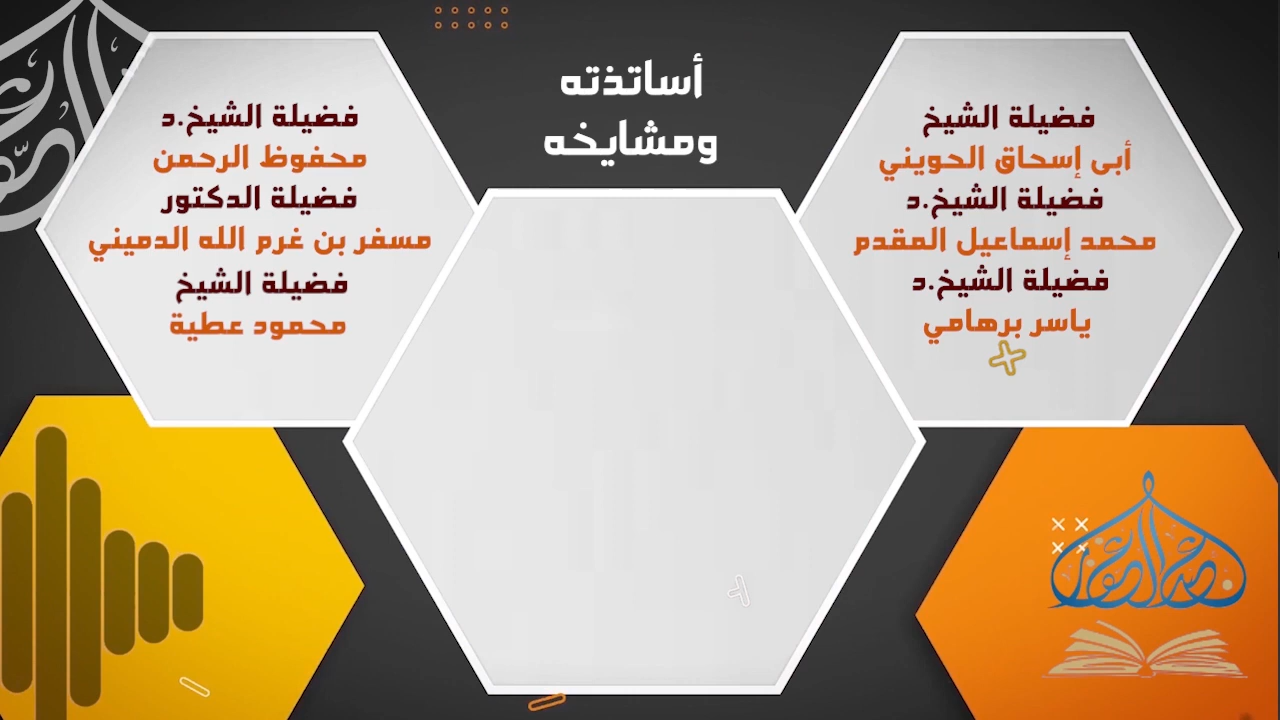 أساتذته
ومشايخه
فضيلة الشيخ
أبى إسحاق الحويني
فضيلة الشيخ.د
محمد إسماعيل المقدم
فضيلة الشيخ.د
ياسر برهامي
فضيلة الشيخ.د
محفوظ الرحمن
فضيلة الدكتور
مسفر بن غرم الله الدميني
فضيلة الشيخ
محمود عطية